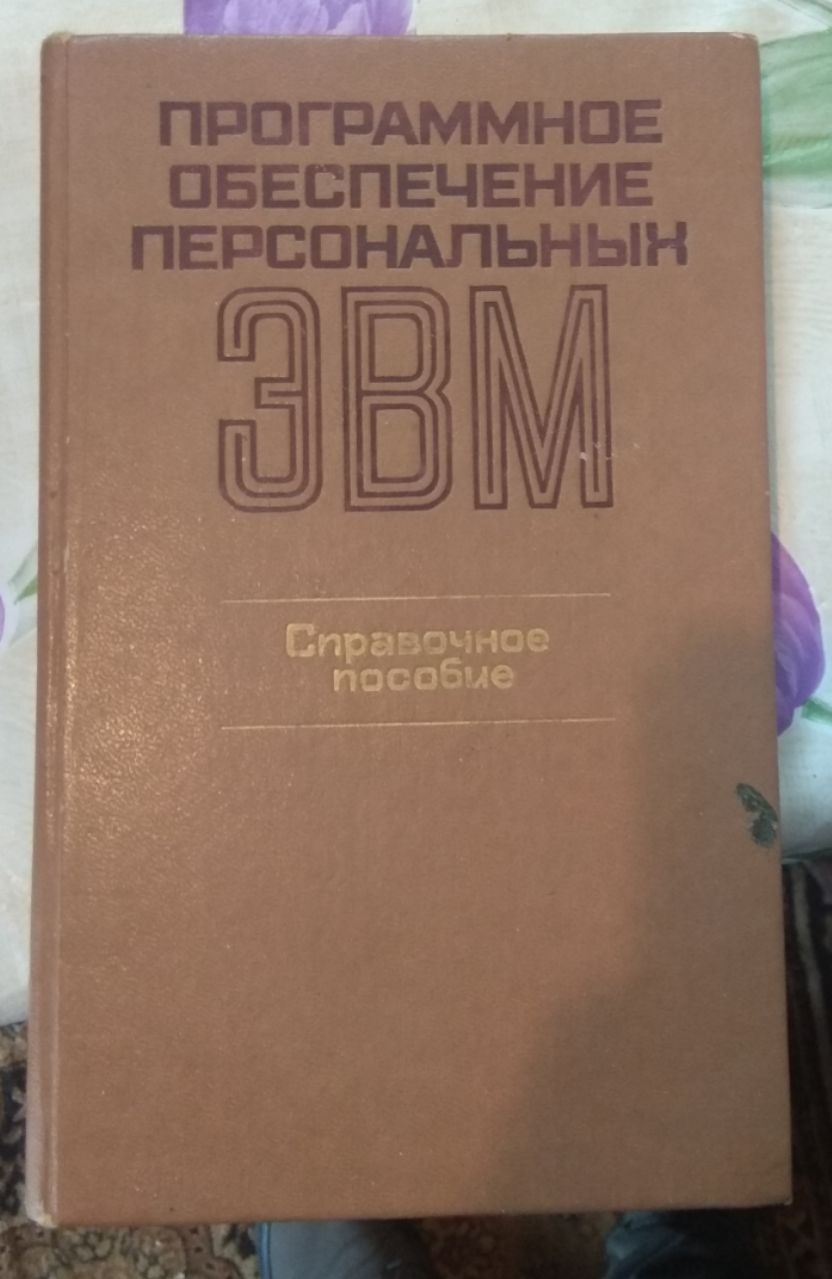 ПРОГРАММНОЕ
ОБЕСПЕЧЕНИЕ
ПЕРСОНАЛЬНЫХ
ЭВМ
Справочное
пособие